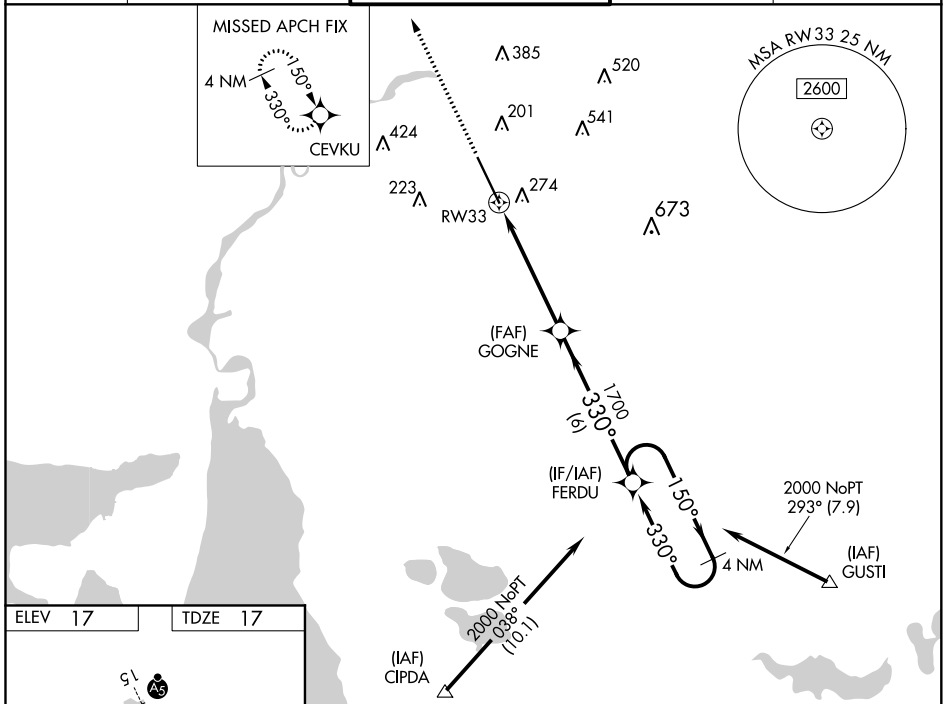 MISSED APCH FIX
4 NM
150°
330°
CEVKU
385
520
201
541
424
223
274
RW33
673
MSA RW33 25 NM
2600
(FAF)
GOGNE
1700
330°
(6)
(IF/IAF)
FERDU
150°
330°
4 NM
2000 NoPT
293° (7.9)
(IAF)
GUSTI
2000 NoPT
038°
(10.1)
(IAF)
CIPDA
ELEV 17
TDZE 17
15
A5